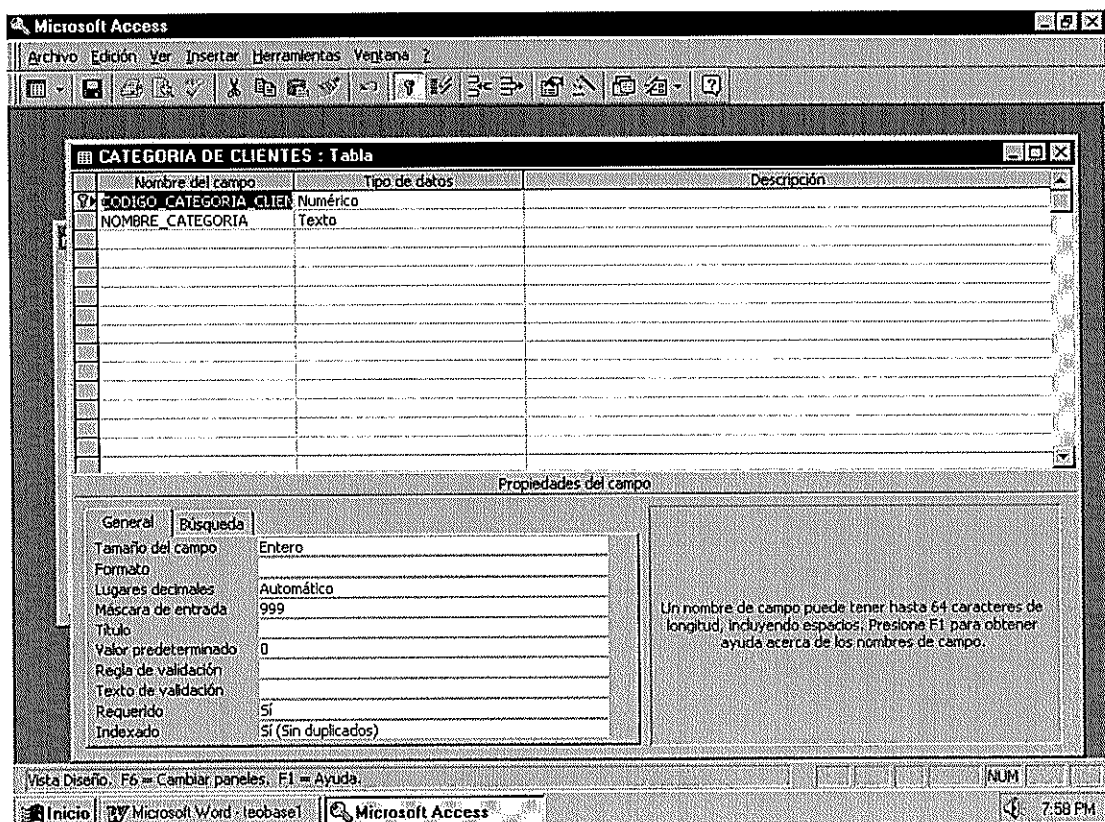 Microsoft Access
Archivo Edición Ver Insertar Herramientas Ventana ?
CATEGORIA DE CLIENTES : Tabla
Nombre del campo Tipo de datos Descripción
CODIGO_CATEGORIA_CLIEN Numérico
NOMBRE_CATEGORIA Texto
Propiedades del campo
General Búsqueda
Tamaño del campo Entero
Formato
Lugares decimales Automático
Máscara de entrada 999
Título
Valor predeterminado 0
Regla de validación
Texto de validación
Requerido Sí
Indexado Sí (Sin duplicados)
Un nombre de campo puede tener hasta 64 caracteres de
longitud, incluyendo espacios. Presione F1 para obtener
ayuda acerca de los nombres de campo.
Vista Diseño. F6 = Cambiar paneles. F1 = Ayuda. NUM
Inicio Microsoft Word - teobase1 Microsoft Access 7:58 PM